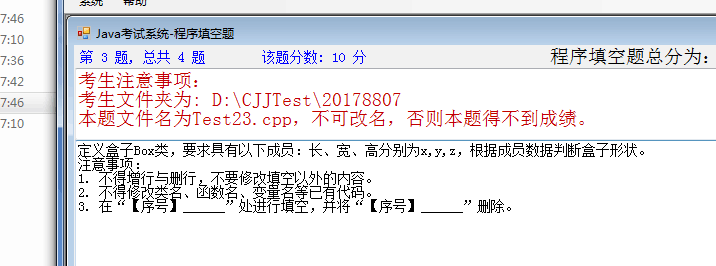 系统 帮助
7:46
7:10
7:36
7:42
7:46
7:10
Java考试系统-程序填空题
第 3 题, 总共 4 题 该题分数: 10 分 程序填空题总分为:
考生注意事项:
考生文件夹为: D:\CJJTest\20178807
本题文件名为Test23.cpp, 不可改名, 否则本题得不到成绩。
定义盒子Box类, 要求具有以下成员: 长、宽、高分别为x,y,z, 根据成员数据判断盒子形状。
注意事项:
1. 不得增行与删行, 不要修改填空以外的内容。
2. 不得修改类名、函数名、变量名等已有代码。
3. 在“【序号】______”处进行填空, 并将“【序号】______”删除。